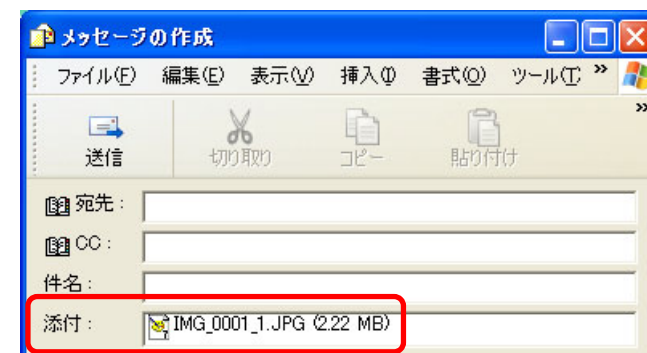 メッセージの作成
ファイル(F) 編集(E) 表示(V) 挿入(I) 書式(O) ツール(T) »
»
送信 切り取り コピー 貼り付け
宛先:
CC:
件名:
添付: IMG_0001_1.JPG (2.22 MB)